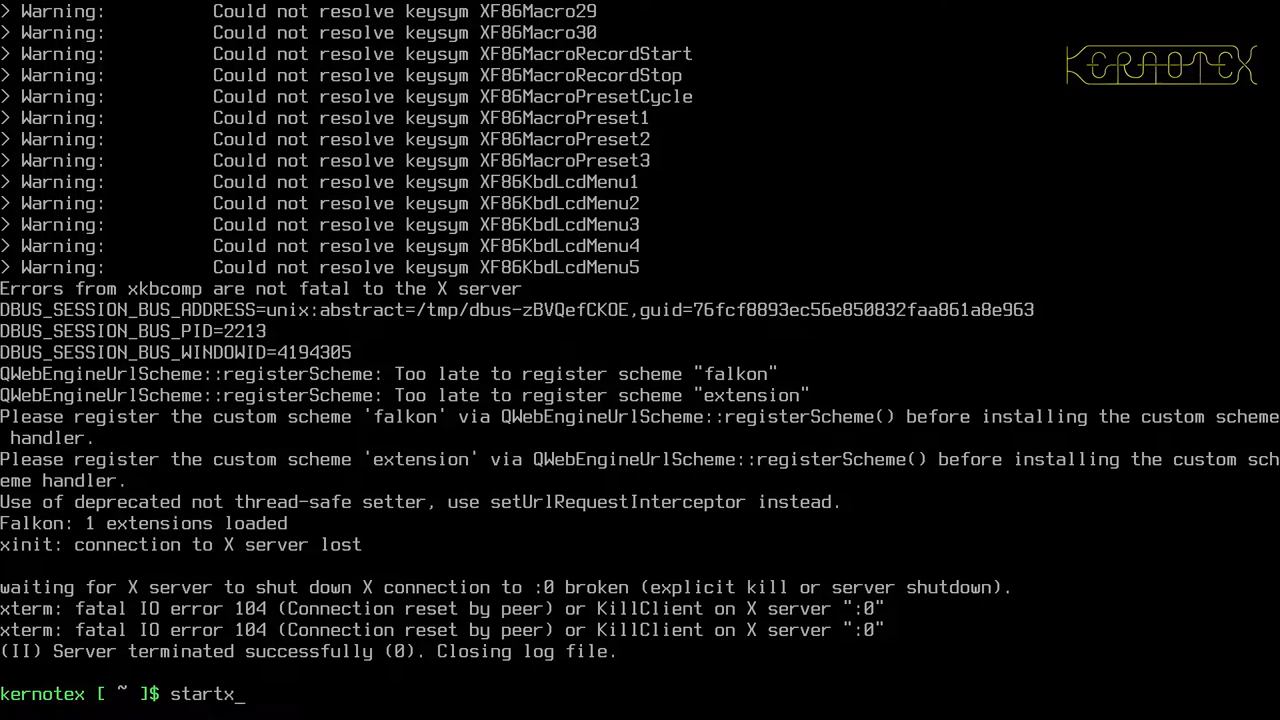 > Warning:          Could not resolve keysym XF86Macro29
> Warning:          Could not resolve keysym XF86Macro30
> Warning:          Could not resolve keysym XF86MacroRecordStart
> Warning:          Could not resolve keysym XF86MacroRecordStop
> Warning:          Could not resolve keysym XF86MacroPresetCycle
> Warning:          Could not resolve keysym XF86MacroPreset1
> Warning:          Could not resolve keysym XF86MacroPreset2
> Warning:          Could not resolve keysym XF86MacroPreset3
> Warning:          Could not resolve keysym XF86KbdLcdMenu1
> Warning:          Could not resolve keysym XF86KbdLcdMenu2
> Warning:          Could not resolve keysym XF86KbdLcdMenu3
> Warning:          Could not resolve keysym XF86KbdLcdMenu4
> Warning:          Could not resolve keysym XF86KbdLcdMenu5
KERNOTEX
Errors from xkbcomp are not fatal to the X server
DBUS_SESSION_BUS_ADDRESS=unix:abstract=/tmp/dbus-zBVQefCKOE,guid=76fcf8893ec56e850832faa861a8e963
DBUS_SESSION_BUS_PID=2213
DBUS_SESSION_BUS_WINDOWID=4194305
QWebEngineUrlScheme::registerScheme: Too late to register scheme "falkon"
QWebEngineUrlScheme::registerScheme: Too late to register scheme "extension"
Please register the custom scheme 'falkon' via QWebEngineUrlScheme::registerScheme() before installing the custom scheme
 handler.
Please register the custom scheme 'extension' via QWebEngineUrlScheme::registerScheme() before installing the custom sch
eme handler.
Use of deprecated not thread-safe setter, use setUrlRequestInterceptor instead.
Falkon: 1 extensions loaded
xinit: connection to X server lost
waiting for X server to shut down X connection to :0 broken (explicit kill or server shutdown).
xterm: fatal IO error 104 (Connection reset by peer) or KillClient on X server ":0"
xterm: fatal IO error 104 (Connection reset by peer) or KillClient on X server ":0"
(II) Server terminated successfully (0). Closing log file.
kernotex [ ~ ]$ startx_